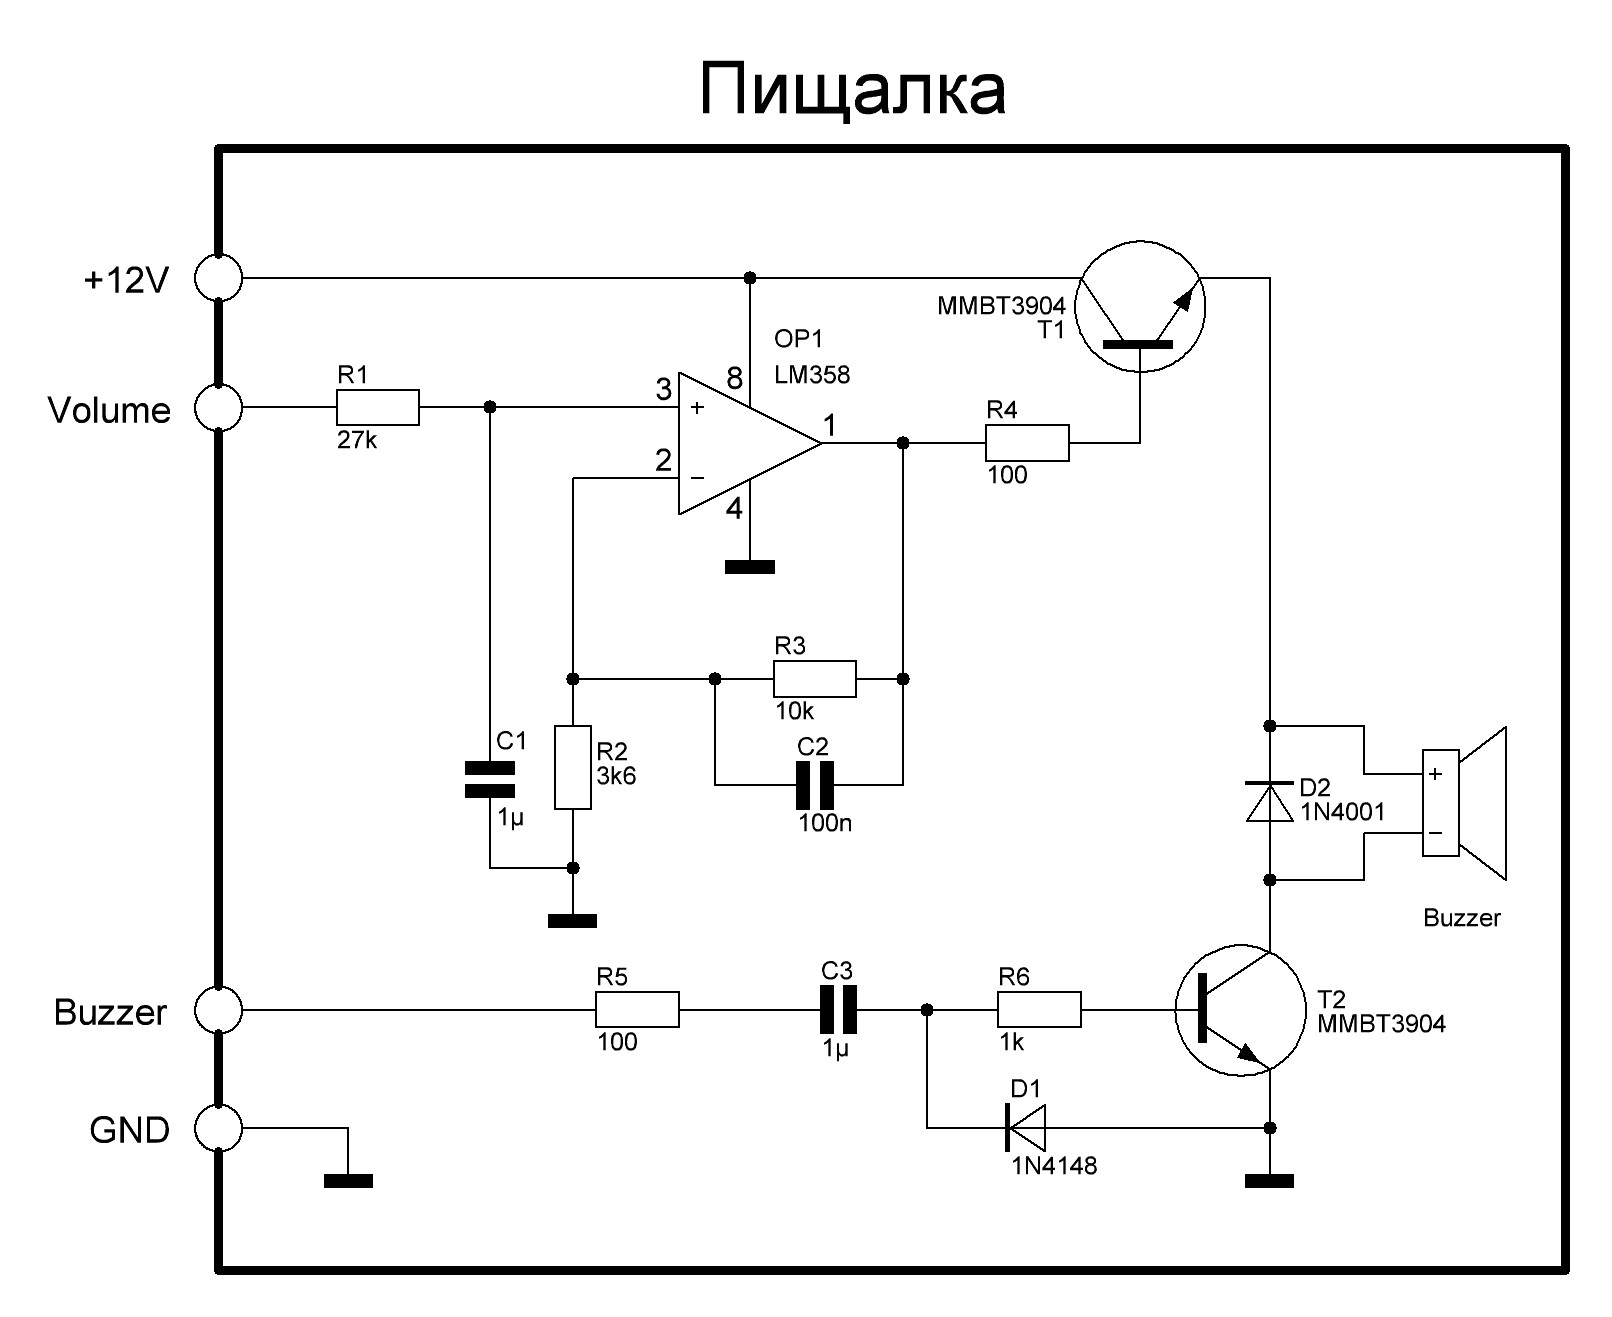 Пищалка
+12V
MMBT3904
T1
OP1
LM358
Volume
R1
27k
3
8
+
2
−
4
1
R4
100
R3
10k
C1
1µ
R2
3k6
C2
100n
D2
1N4001
+
−
Buzzer
Buzzer
R5
100
C3
1µ
R6
1k
T2
MMBT3904
D1
1N4148
GND